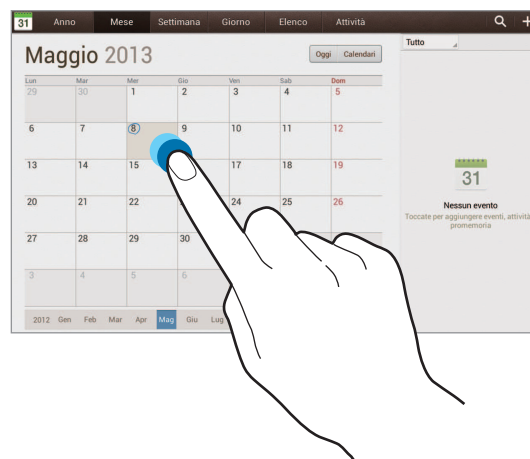 31 Anno Mese Settimana Giorno Elenco Attività
Maggio 2013
Oggi Calendari
Tutto
Lun Mar Mer Gio Ven Sab Dom
29 30 1 2 3 4 5
6 7 8 9 10 11 12
13 14 15 17 18 19
20 21 22 24 25 26
27 28 29 30
3 4 5 6
2012 Gen Feb Mar Apr Mag Giu Lug
31
Nessun evento
Toccate per aggiungere eventi, attività
promemoria